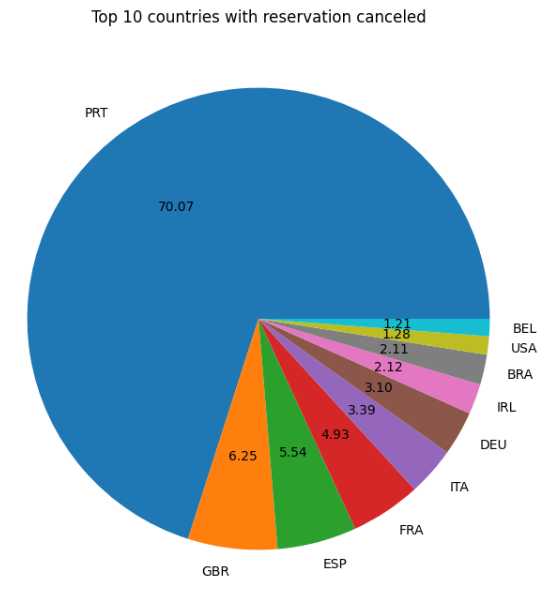 Top 10 countries with reservation canceled
PRT
70.07
1.21
BEL
1.28
USA
2.11
BRA
2.12
IRL
3.10
DEU
3.39
ITA
4.93
FRA
5.54
ESP
6.25
GBR